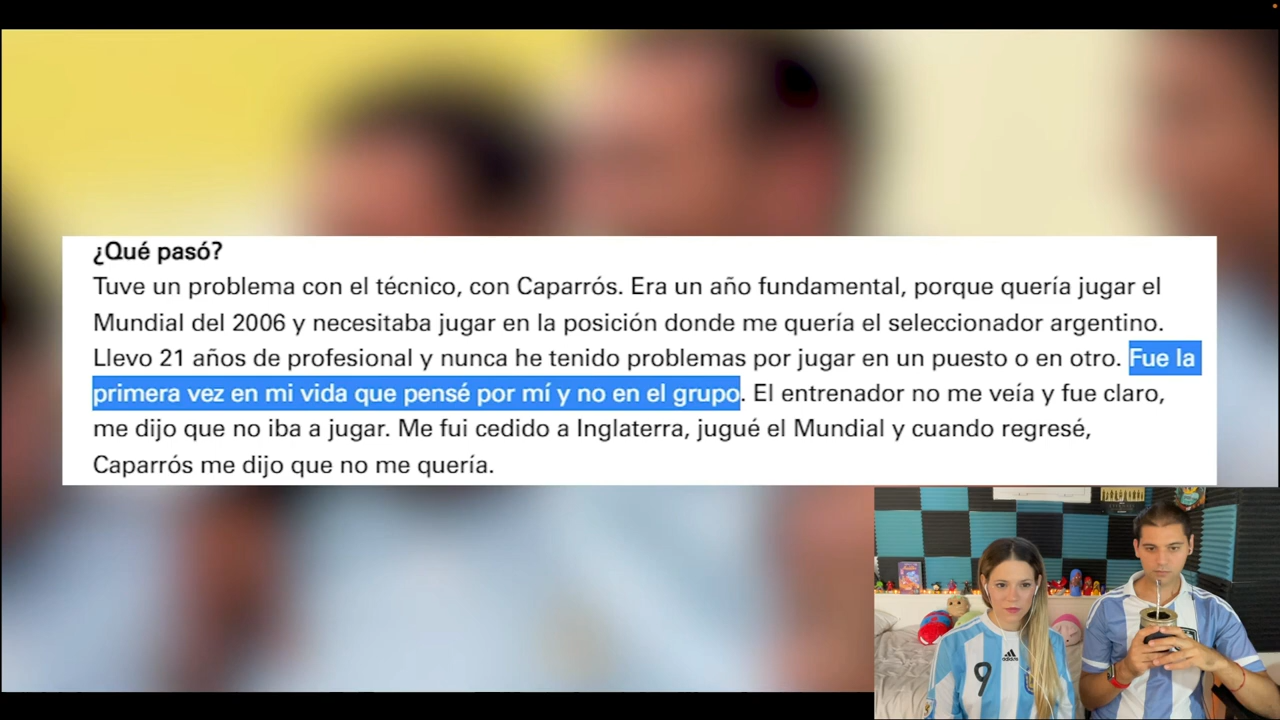 ¿Qué pasó?
Tuve un problema con el técnico, con Caparrós. Era un año fundamental, porque quería jugar el
Mundial del 2006 y necesitaba jugar en la posición donde me quería el seleccionador argentino.
Llevo 21 años de profesional y nunca he tenido problemas por jugar en un puesto o en otro. Fue la
primera vez en mi vida que pensé por mí y no en el grupo. El entrenador no me veía y fue claro,
me dijo que no iba a jugar. Me fui cedido a Inglaterra, jugué el Mundial y cuando regresé,
Caparrós me dijo que no me quería.
adidas
9